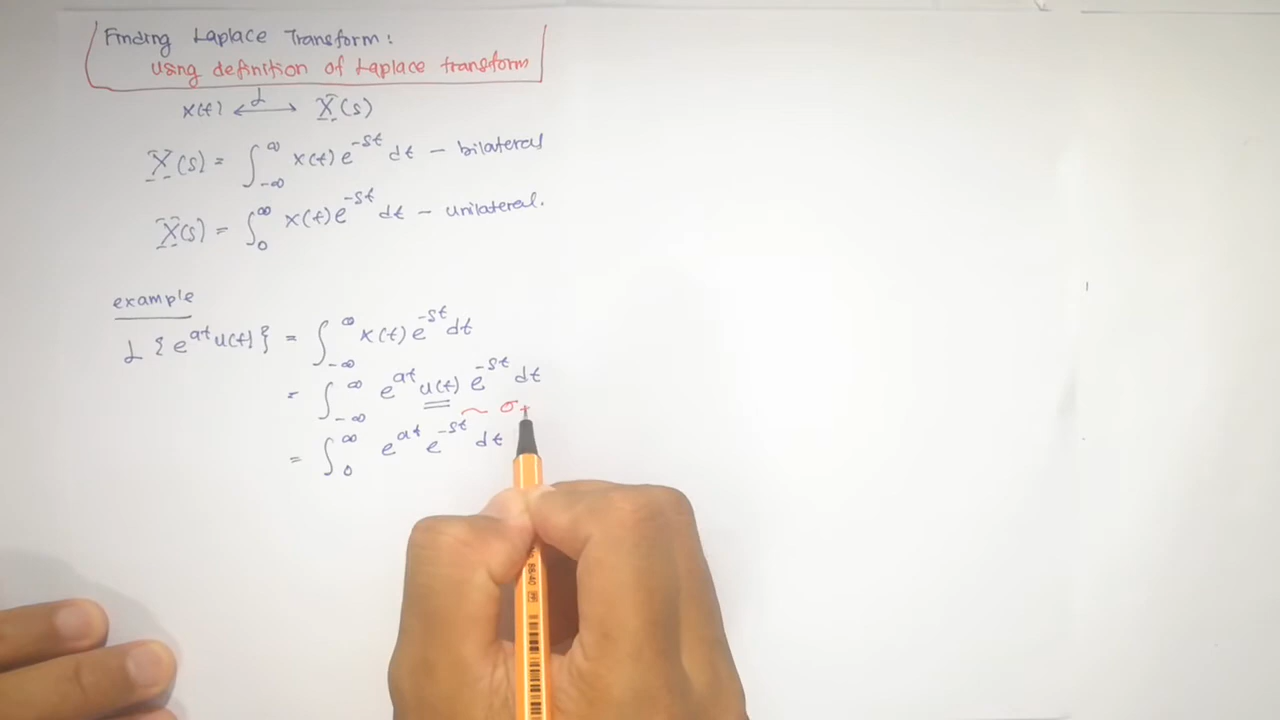 Finding Laplace Transform:
using definition of Laplace transform
x(t) ⟷ℒ X(s)
X(s) = ∫_{-∞}^{∞} x(t) e^{-st} dt - bilateral
X(s) = ∫_{0}^{∞} x(t) e^{-st} dt - unilateral.
example
ℒ {e^{at} u(t)} = ∫_{-∞}^{∞} x(t) e^{-st} dt
= ∫_{-∞}^{∞} e^{at} u(t) e^{-st} dt
~ σ+
= ∫_{0}^{∞} e^{at} e^{-st} dt